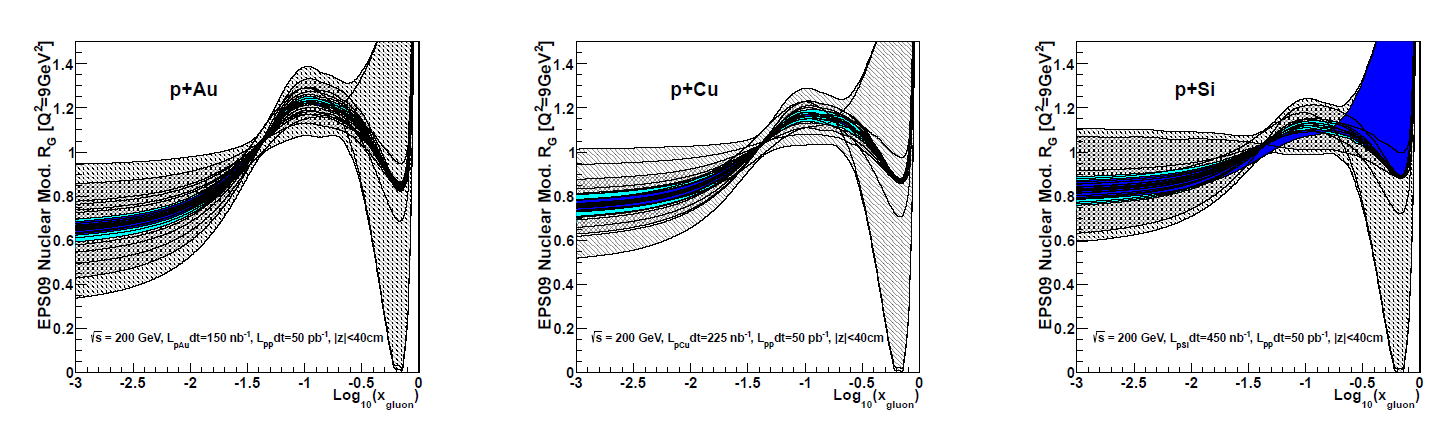 EPS09 Nuclear Mod. R_G [Q²=9GeV²]
1.4
1.2
1
0.8
0.6
0.4
0.2
0
p+Au
√s = 200 GeV, L_pAu dt=150 nb⁻¹, L_pp dt=50 pb⁻¹, |z|<40cm
-3 -2.5 -2 -1.5 -1 -0.5 0
Log₁₀(x_gluon)
EPS09 Nuclear Mod. R_G [Q²=9GeV²]
1.4
1.2
1
0.8
0.6
0.4
0.2
0
p+Cu
√s = 200 GeV, L_pCu dt=225 nb⁻¹, L_pp dt=50 pb⁻¹, |z|<40cm
-3 -2.5 -2 -1.5 -1 -0.5 0
Log₁₀(x_gluon)
EPS09 Nuclear Mod. R_G [Q²=9GeV²]
1.4
1.2
1
0.8
0.6
0.4
0.2
0
p+Si
√s = 200 GeV, L_pSi dt=450 nb⁻¹, L_pp dt=50 pb⁻¹, |z|<40cm
-3 -2.5 -2 -1.5 -1 -0.5 0
Log₁₀(x_gluon)